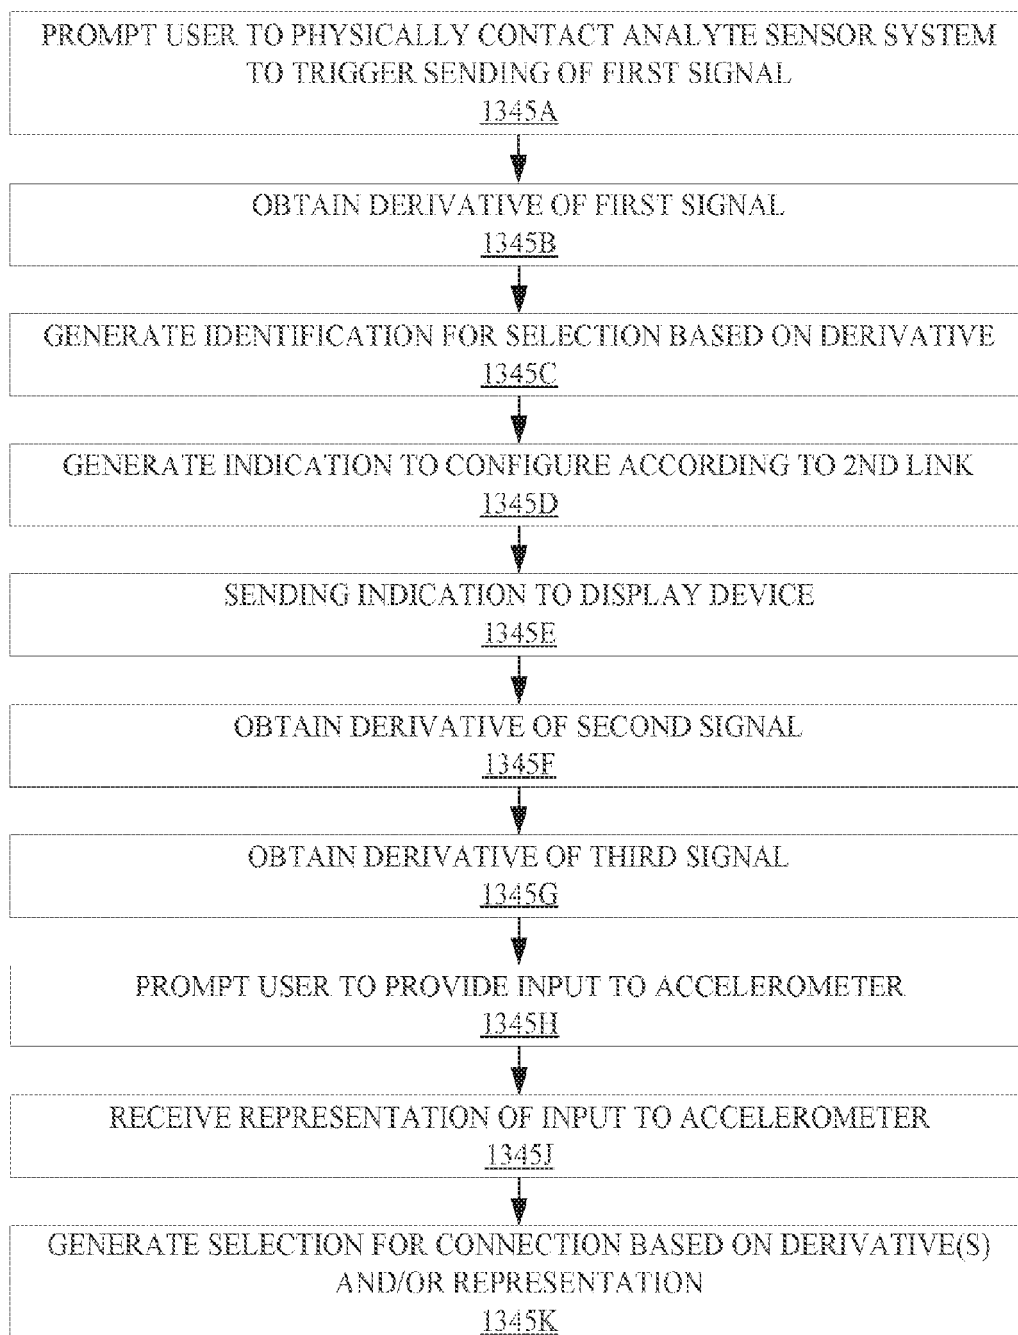 PROMPT USER TO PHYSICALLY CONTACT ANALYTE SENSOR SYSTEM
TO TRIGGER SENDING OF FIRST SIGNAL
1345A
OBTAIN DERIVATIVE OF FIRST SIGNAL
1345B
GENERATE IDENTIFICATION FOR SELECTION BASED ON DERIVATIVE
1345C
GENERATE INDICATION TO CONFIGURE ACCORDING TO 2ND LINK
1345D
SENDING INDICATION TO DISPLAY DEVICE
1345E
OBTAIN DERIVATIVE OF SECOND SIGNAL
1345F
OBTAIN DERIVATIVE OF THIRD SIGNAL
1345G
PROMPT USER TO PROVIDE INPUT TO ACCELEROMETER
1345H
RECEIVE REPRESENTATION OF INPUT TO ACCELEROMETER
1345J
GENERATE SELECTION FOR CONNECTION BASED ON DERIVATIVE(S)
AND/OR REPRESENTATION
1345K